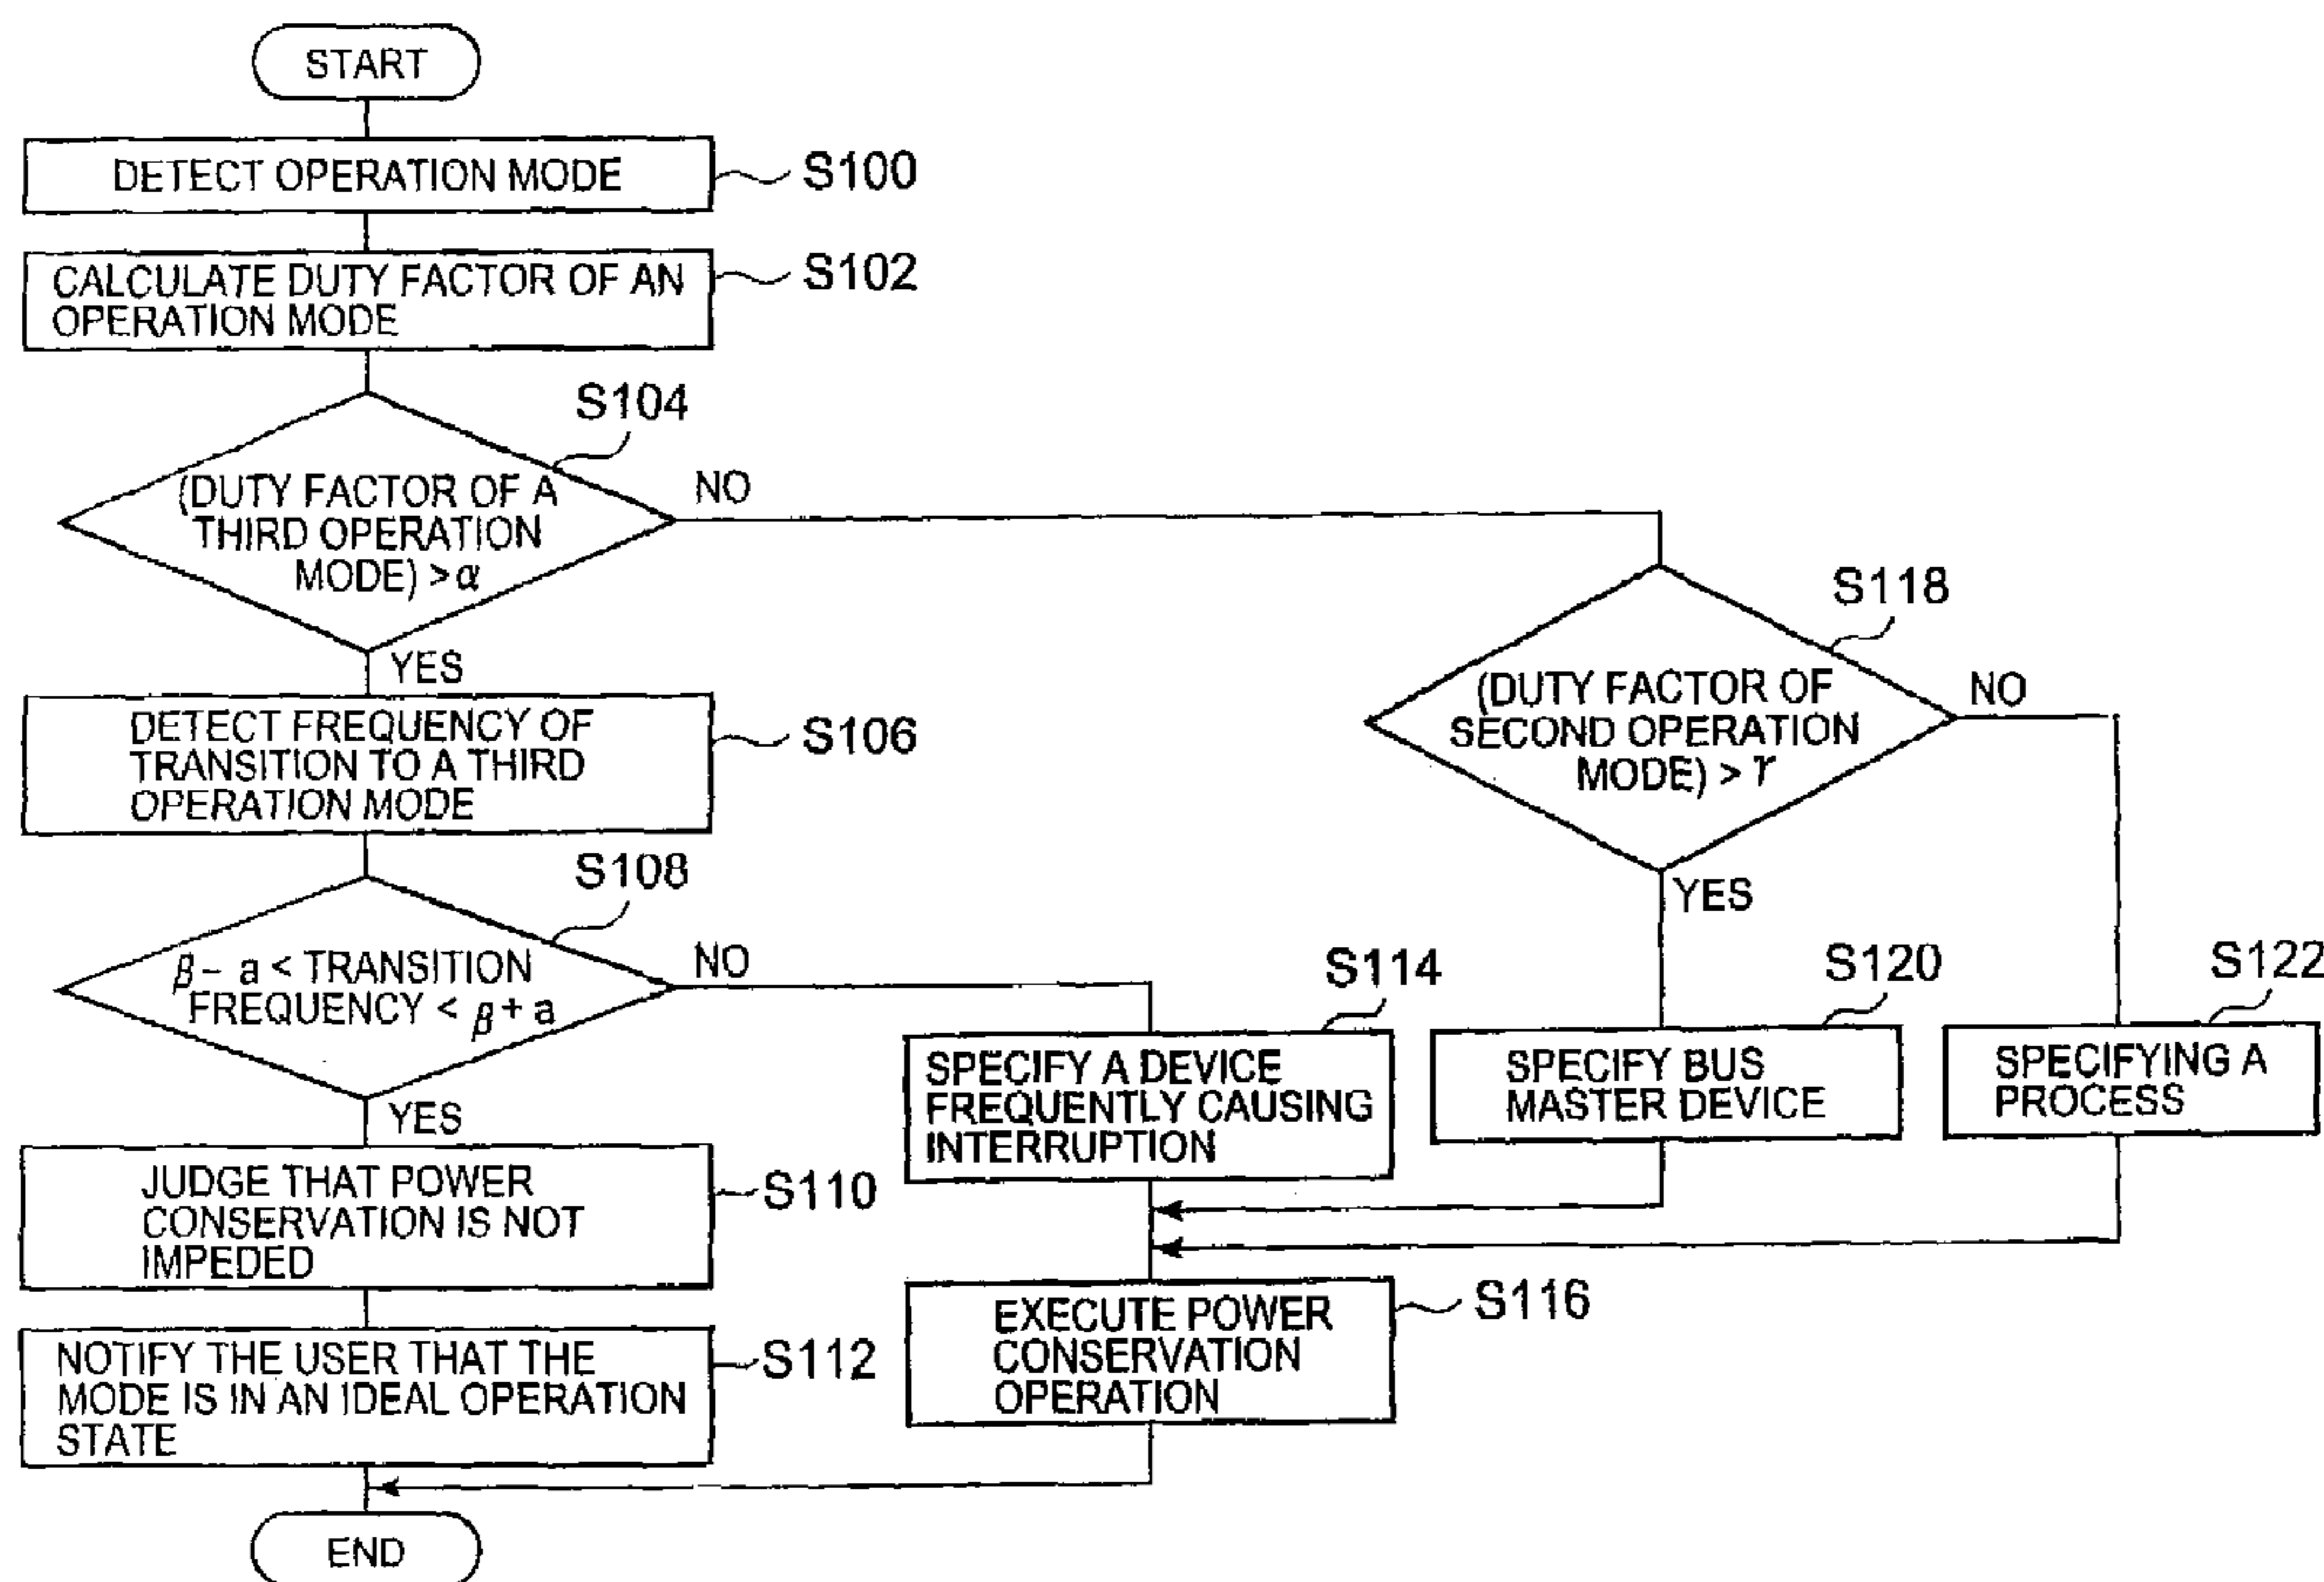 START
DETECT OPERATION MODE
S100
CALCULATE DUTY FACTOR OF AN
OPERATION MODE
S102
S104
(DUTY FACTOR OF A
THIRD OPERATION
MODE) > α
NO
YES
DETECT FREQUENCY OF
TRANSITION TO A THIRD
OPERATION MODE
S106
S108
β - a < TRANSITION
FREQUENCY < β + a
NO
YES
JUDGE THAT POWER
CONSERVATION IS NOT
IMPEDED
S110
NOTIFY THE USER THAT THE
MODE IS IN AN IDEAL OPERATION
STATE
S112
END
S114
SPECIFY A DEVICE
FREQUENTLY CAUSING
INTERRUPTION
EXECUTE POWER
CONSERVATION
OPERATION
S116
S118
(DUTY FACTOR OF
SECOND OPERATION
MODE) > γ
NO
YES
S120
SPECIFY BUS
MASTER DEVICE
S122
SPECIFYING A
PROCESS